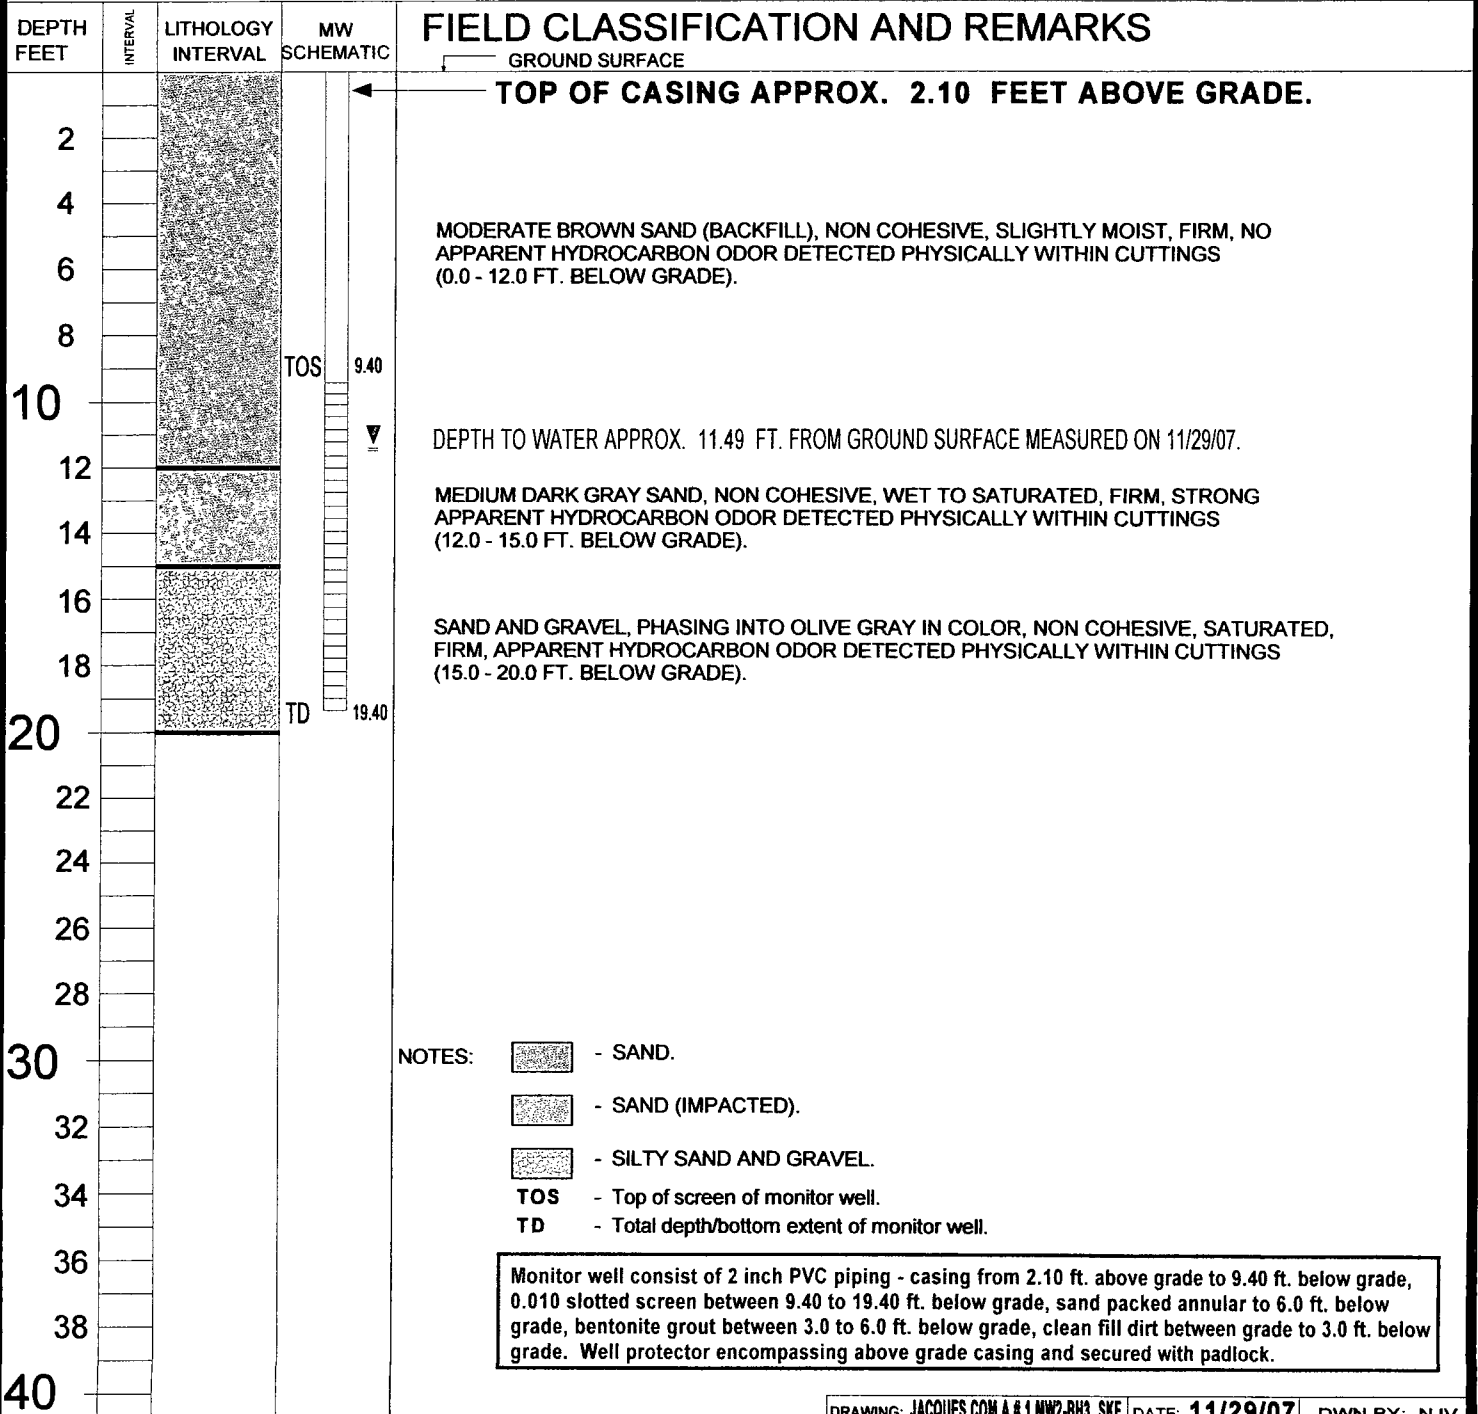 DEPTH FEET
INTERVAL
LITHOLOGY INTERVAL
MW SCHEMATIC
FIELD CLASSIFICATION AND REMARKS
GROUND SURFACE
TOP OF CASING APPROX. 2.10 FEET ABOVE GRADE.
2
4
MODERATE BROWN SAND (BACKFILL), NON COHESIVE, SLIGHTLY MOIST, FIRM, NO
APPARENT HYDROCARBON ODOR DETECTED PHYSICALLY WITHIN CUTTINGS
(0.0 - 12.0 FT. BELOW GRADE).
6
8
TOS 9.40
10
DEPTH TO WATER APPROX. 11.49 FT. FROM GROUND SURFACE MEASURED ON 11/29/07.
12
MEDIUM DARK GRAY SAND, NON COHESIVE, WET TO SATURATED, FIRM, STRONG
APPARENT HYDROCARBON ODOR DETECTED PHYSICALLY WITHIN CUTTINGS
(12.0 - 15.0 FT. BELOW GRADE).
14
16
SAND AND GRAVEL, PHASING INTO OLIVE GRAY IN COLOR, NON COHESIVE, SATURATED,
FIRM, APPARENT HYDROCARBON ODOR DETECTED PHYSICALLY WITHIN CUTTINGS
(15.0 - 20.0 FT. BELOW GRADE).
18
TD 19.40
20
22
24
26
28
30
NOTES:
- SAND.
- SAND (IMPACTED).
32
- SILTY SAND AND GRAVEL.
34
TOS - Top of screen of monitor well.
TD - Total depth/bottom extent of monitor well.
36
Monitor well consist of 2 inch PVC piping - casing from 2.10 ft. above grade to 9.40 ft. below grade,
0.010 slotted screen between 9.40 to 19.40 ft. below grade, sand packed annular to 6.0 ft. below
grade, bentonite grout between 3.0 to 6.0 ft. below grade, clean fill dirt between grade to 3.0 ft. below
grade. Well protector encompassing above grade casing and secured with padlock.
38
40
DRAWING: JACQUES COM A # 1 MW2-BH3. SKF DATE: 11/29/07 DWN BY: NJV